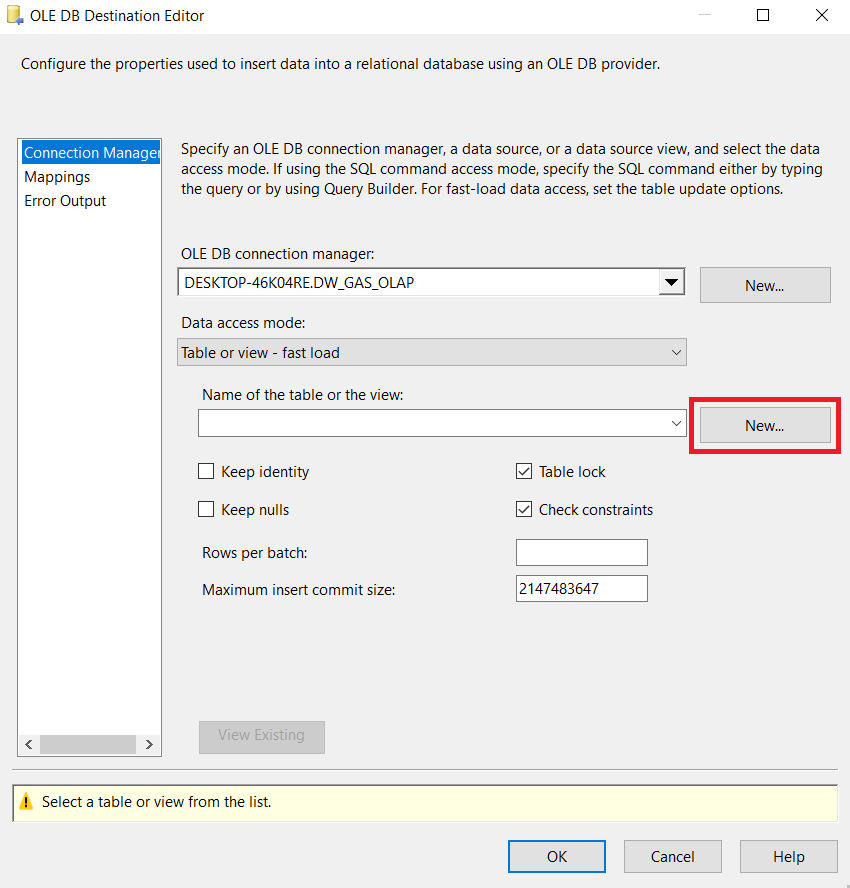 OLE DB Destination Editor
Configure the properties used to insert data into a relational database using an OLE DB provider.
Connection Manager
Mappings
Error Output
Specify an OLE DB connection manager, a data source, or a data source view, and select the data
access mode. If using the SQL command access mode, specify the SQL command either by typing
the query or by using Query Builder. For fast-load data access, set the table update options.
OLE DB connection manager:
DESKTOP-46K04RE.DW_GAS_OLAP
New...
Data access mode:
Table or view - fast load
Name of the table or the view:
New...
Keep identity
Table lock
Keep nulls
Check constraints
Rows per batch:
Maximum insert commit size:
2147483647
View Existing
Select a table or view from the list.
OK
Cancel
Help